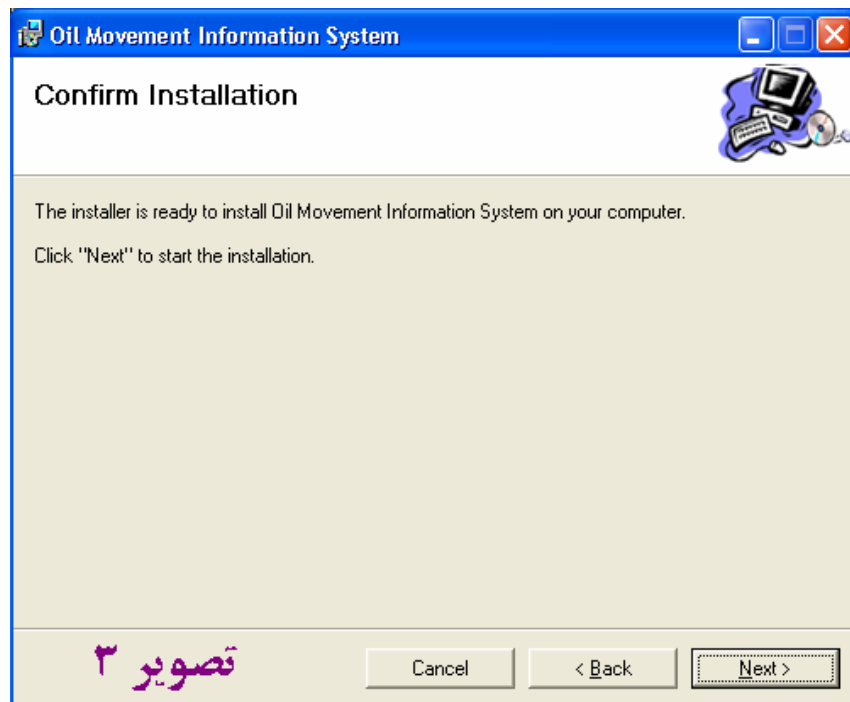 Oil Movement Information System
Confirm Installation
The installer is ready to install Oil Movement Information System on your computer.
Click "Next" to start the installation.
تصویر ۳
Cancel
< Back
Next >